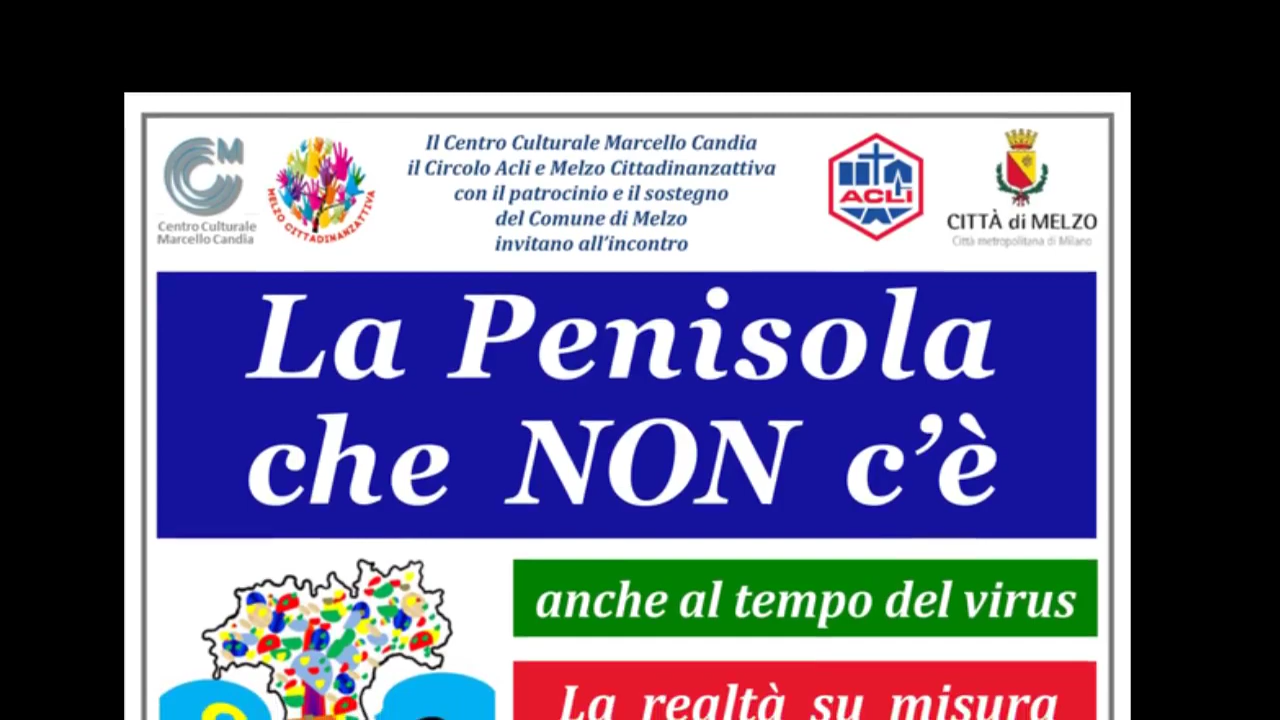 Il Centro Culturale Marcello Candia
il Circolo Acli e Melzo Cittadinanzattiva
con il patrocinio e il sostegno
del Comune di Melzo
invitano all'incontro
CM
Centro Culturale
Marcello Candia
MELZO CITTADINANZATTIVA
ACLI
CITTÀ di MELZO
Città metropolitana di Milano
La Penisola
che NON c'è
anche al tempo del virus
La realtà su misura